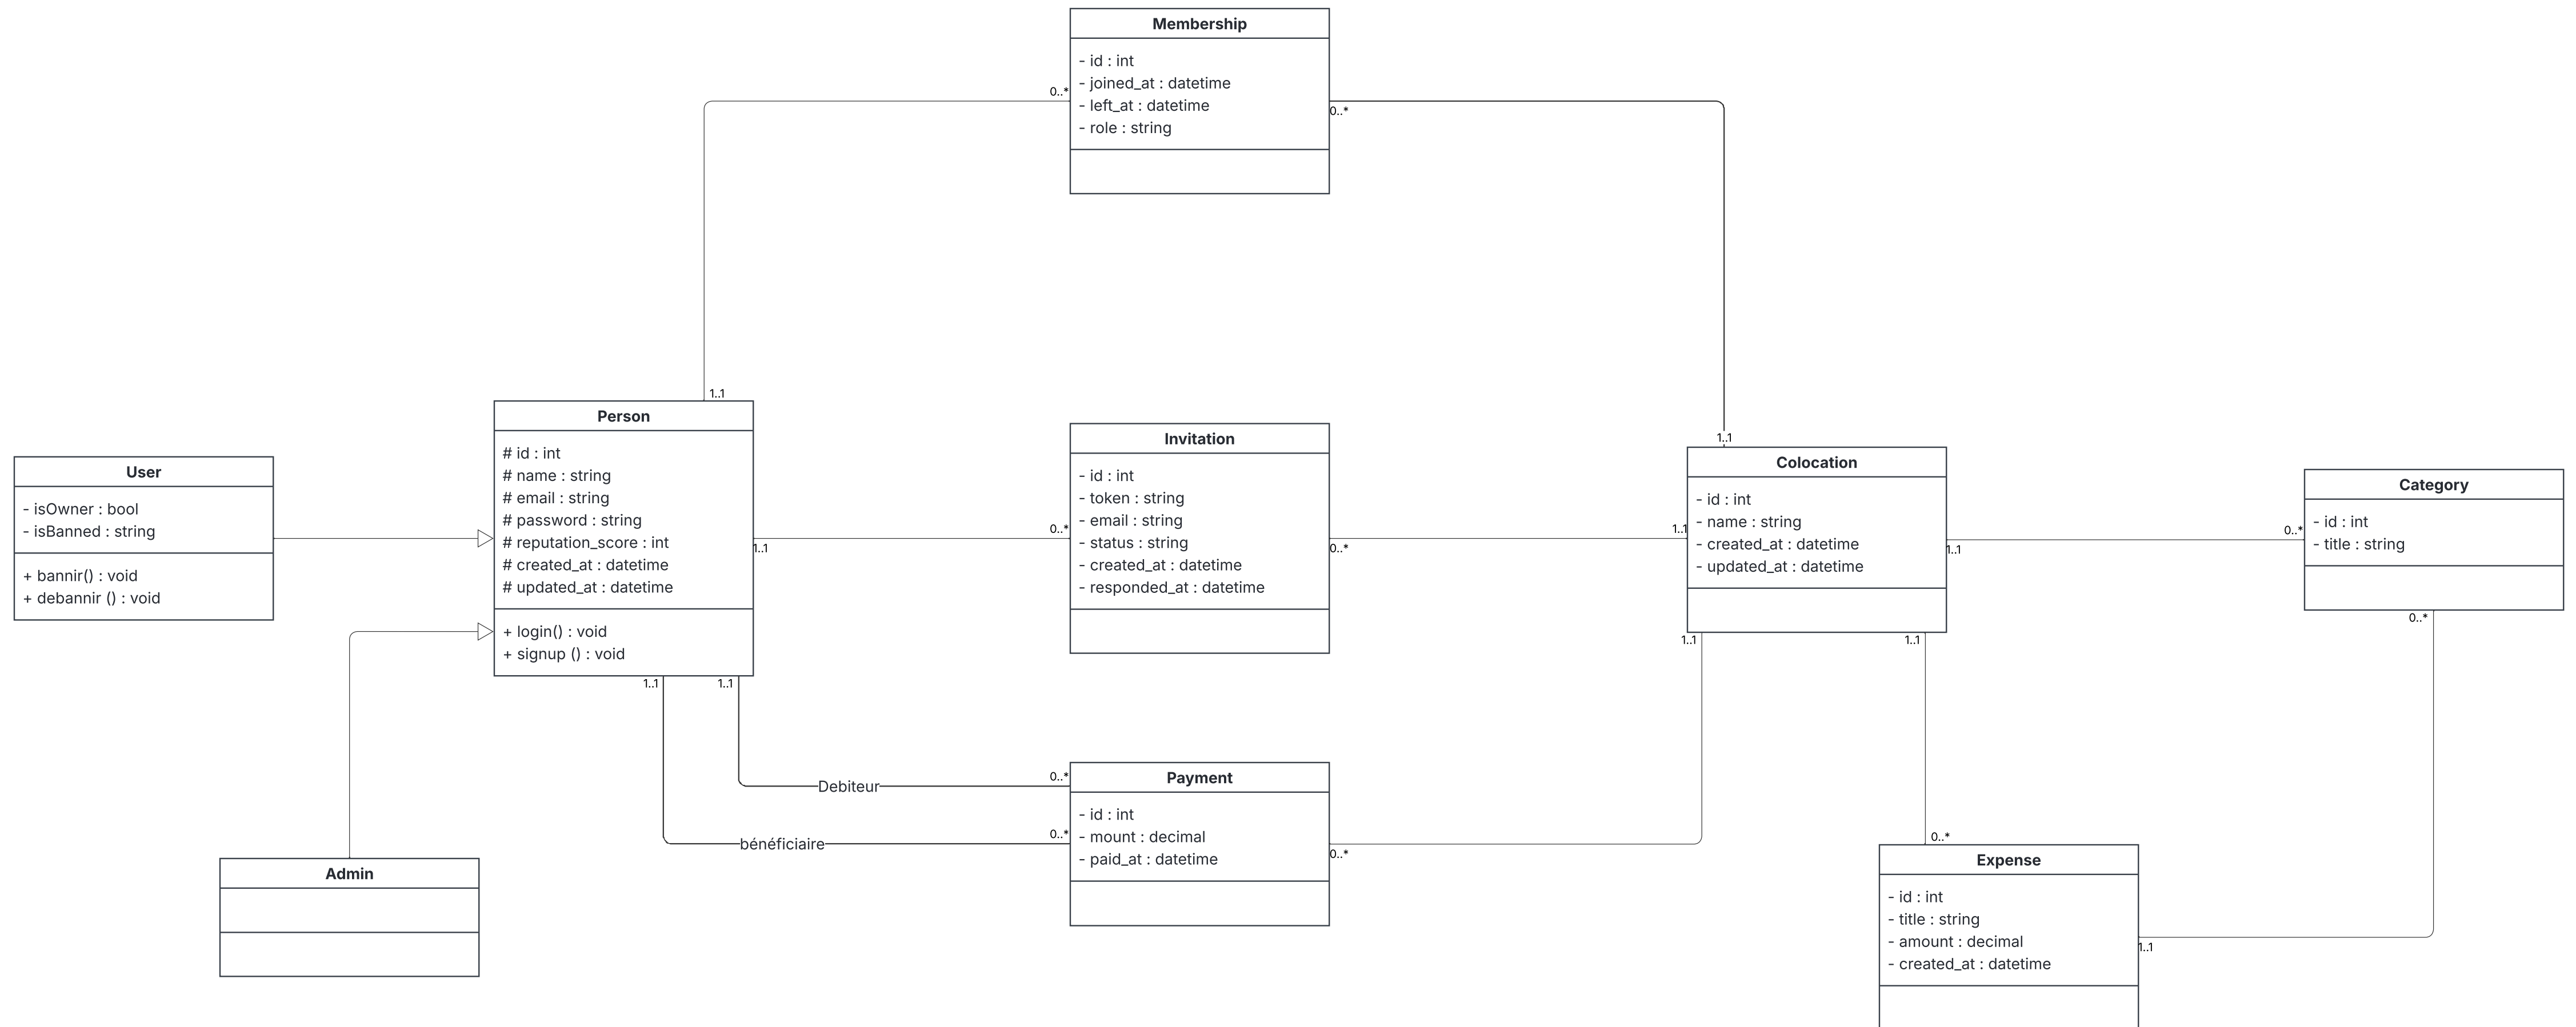 Membership
- id : int
- joined_at : datetime
- left_at : datetime
- role : string
0..*
0..*
1..1
1..1
User
- isOwner : bool
- isBanned : string
+ bannir() : void
+ debannir () : void
Person
# id : int
# name : string
# email : string
# password : string
# reputation_score : int
# created_at : datetime
# updated_at : datetime
+ login() : void
+ signup () : void
1..1
0..*
Invitation
- id : int
- token : string
- email : string
- status : string
- created_at : datetime
- responded_at : datetime
0..*
1..1
Colocation
- id : int
- name : string
- created_at : datetime
- updated_at : datetime
1..1
0..*
Category
- id : int
- title : string
0..*
1..1
1..1
1..1
1..1
Debiteur
0..*
bénéficiaire
0..*
Payment
- id : int
- mount : decimal
- paid_at : datetime
0..*
0..*
Admin
Expense
- id : int
- title : string
- amount : decimal
- created_at : datetime
1..1